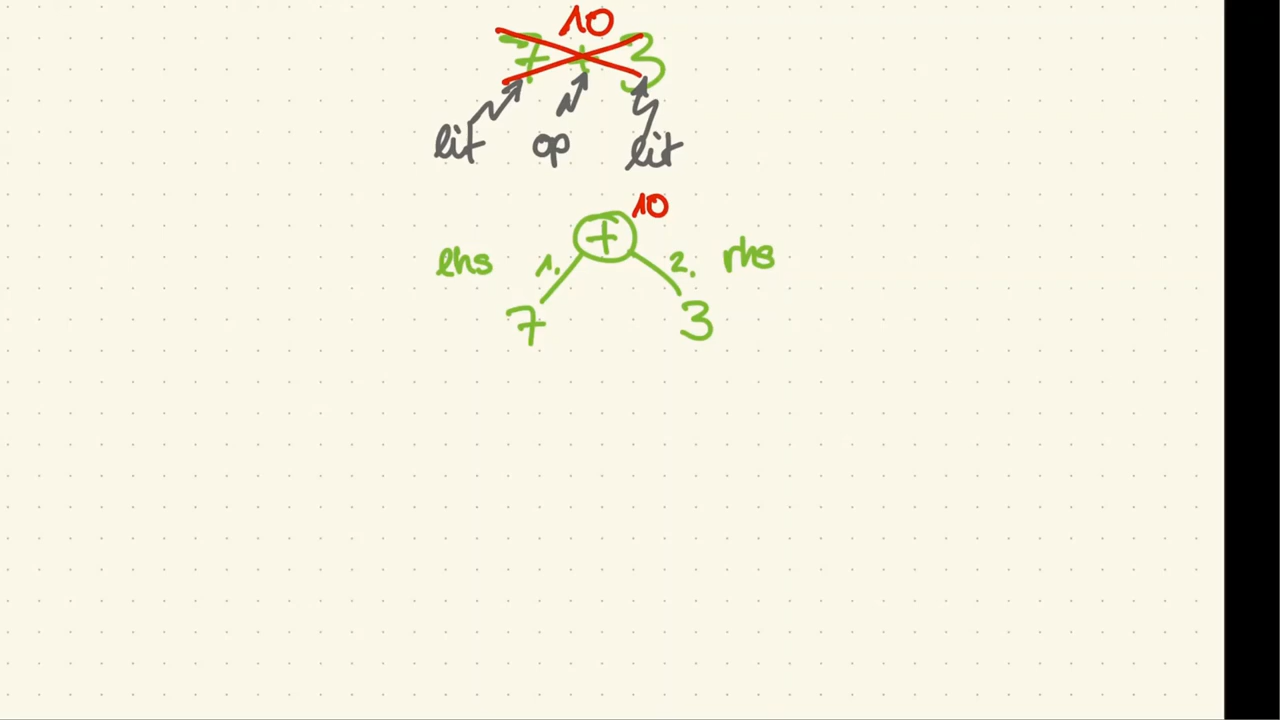 10
7 + 3
lit op lit
10
+
lhs 1. 2. rhs
7 3